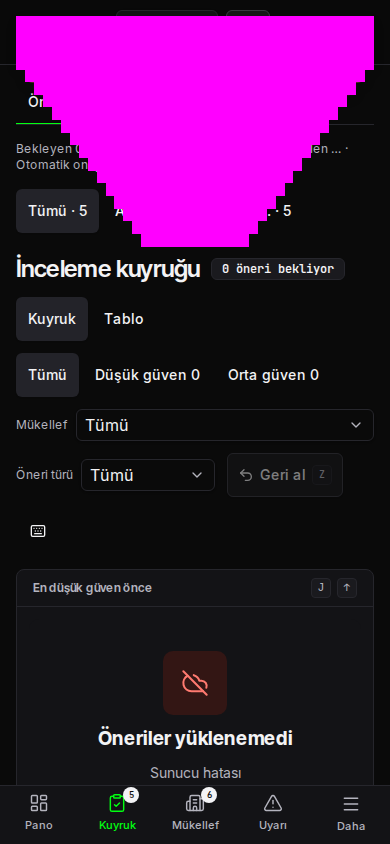 Bekleyen
Otomatik
Tümü · 5
· 5
İnceleme kuyruğu 0 öneri bekliyor
Kuyruk Tablo
Tümü Düşük güven 0 Orta güven 0
Mükellef Tümü
Öneri türü Tümü Geri al Z
En düşük güven önce J ↑
Öneriler yüklenemedi
Sunucu hatası
5 6
Pano Kuyruk Mükellef Uyarı Daha